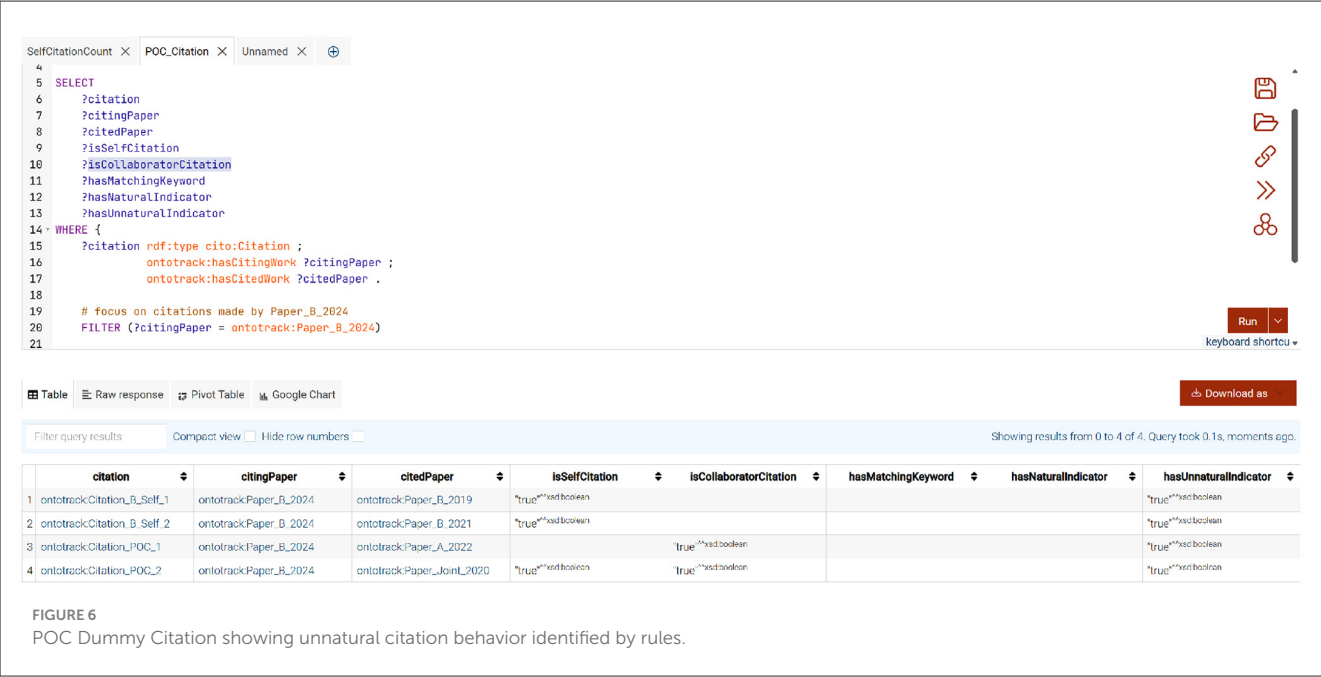 SelfCitationCount POC_Citation Unnamed
4
5 SELECT
6 ?citation
7 ?citingPaper
8 ?citedPaper
9 ?isSelfCitation
10 ?isCollaboratorCitation
11 ?hasMatchingKeyword
12 ?hasNaturalIndicator
13 ?hasUnnaturalIndicator
14 WHERE {
15 ?citation rdf:type cito:Citation ;
16 ontotrack:hasCitingWork ?citingPaper ;
17 ontotrack:hasCitedWork ?citedPaper .
18
19 # focus on citations made by Paper_B_2024
20 FILTER (?citingPaper = ontotrack:Paper_B_2024)
21
Run
keyboard shortcu
Table Raw response Pivot Table Google Chart Download as
Filter query results Compact view Hide row numbers Showing results from 0 to 4 of 4. Query took 0.1s, moments ago.
citation citingPaper citedPaper isSelfCitation isCollaboratorCitation hasMatchingKeyword hasNaturalIndicator hasUnnaturalIndicator
1 ontotrack:Citation_B_Self_1 ontotrack:Paper_B_2024 ontotrack:Paper_B_2019 "true"^^xsd:boolean "true"^^xsd:boolean
2 ontotrack:Citation_B_Self_2 ontotrack:Paper_B_2024 ontotrack:Paper_B_2021 "true"^^xsd:boolean "true"^^xsd:boolean
3 ontotrack:Citation_POC_1 ontotrack:Paper_B_2024 ontotrack:Paper_A_2022 "true"^^xsd:boolean "true"^^xsd:boolean
4 ontotrack:Citation_POC_2 ontotrack:Paper_B_2024 ontotrack:Paper_Joint_2020 "true"^^xsd:boolean "true"^^xsd:boolean "true"^^xsd:boolean
FIGURE 6
POC Dummy Citation showing unnatural citation behavior identified by rules.